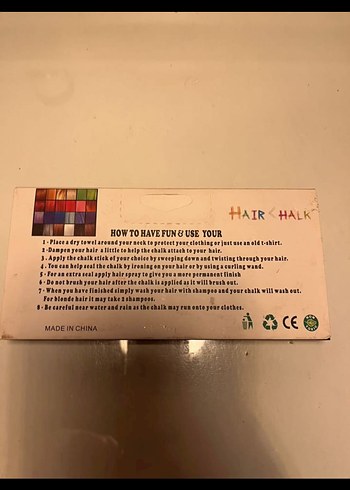 HAIR CHALK
HOW TO HAVE FUN & USE YOUR
1 - Place a dry towel around your neck to protect your clothing or just use an old t-shirt.
2 -Dampen your hair a little to help the chalk attach to your hair.
3 . Apply the chalk stick of your choice by sweeping down and twisting through your hair.
4 . You can help seal the chalk by ironing on your hair or by using a curling wand.
5 - For an extra seal apply hair spray to give you a more permanent finish
6 - Do not brush your hair after the chalk is applied as it will brush out.
7 - When you have finished simply wash your hair with shampoo and your chalk will wash out.
For blonde hair it may take 2 shampoos.
8 - Be careful near water and rain as the chalk may run onto your clothes.
MADE IN CHINA
CE